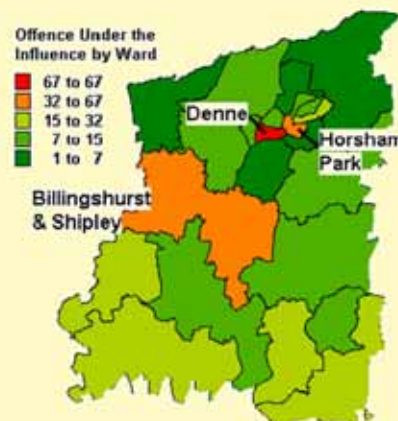 Offence Under the
Influence by Ward
67 to 67
32 to 67
15 to 32
7 to 15
1 to 7
Denne
Horsham
Park
Billingshurst
& Shipley